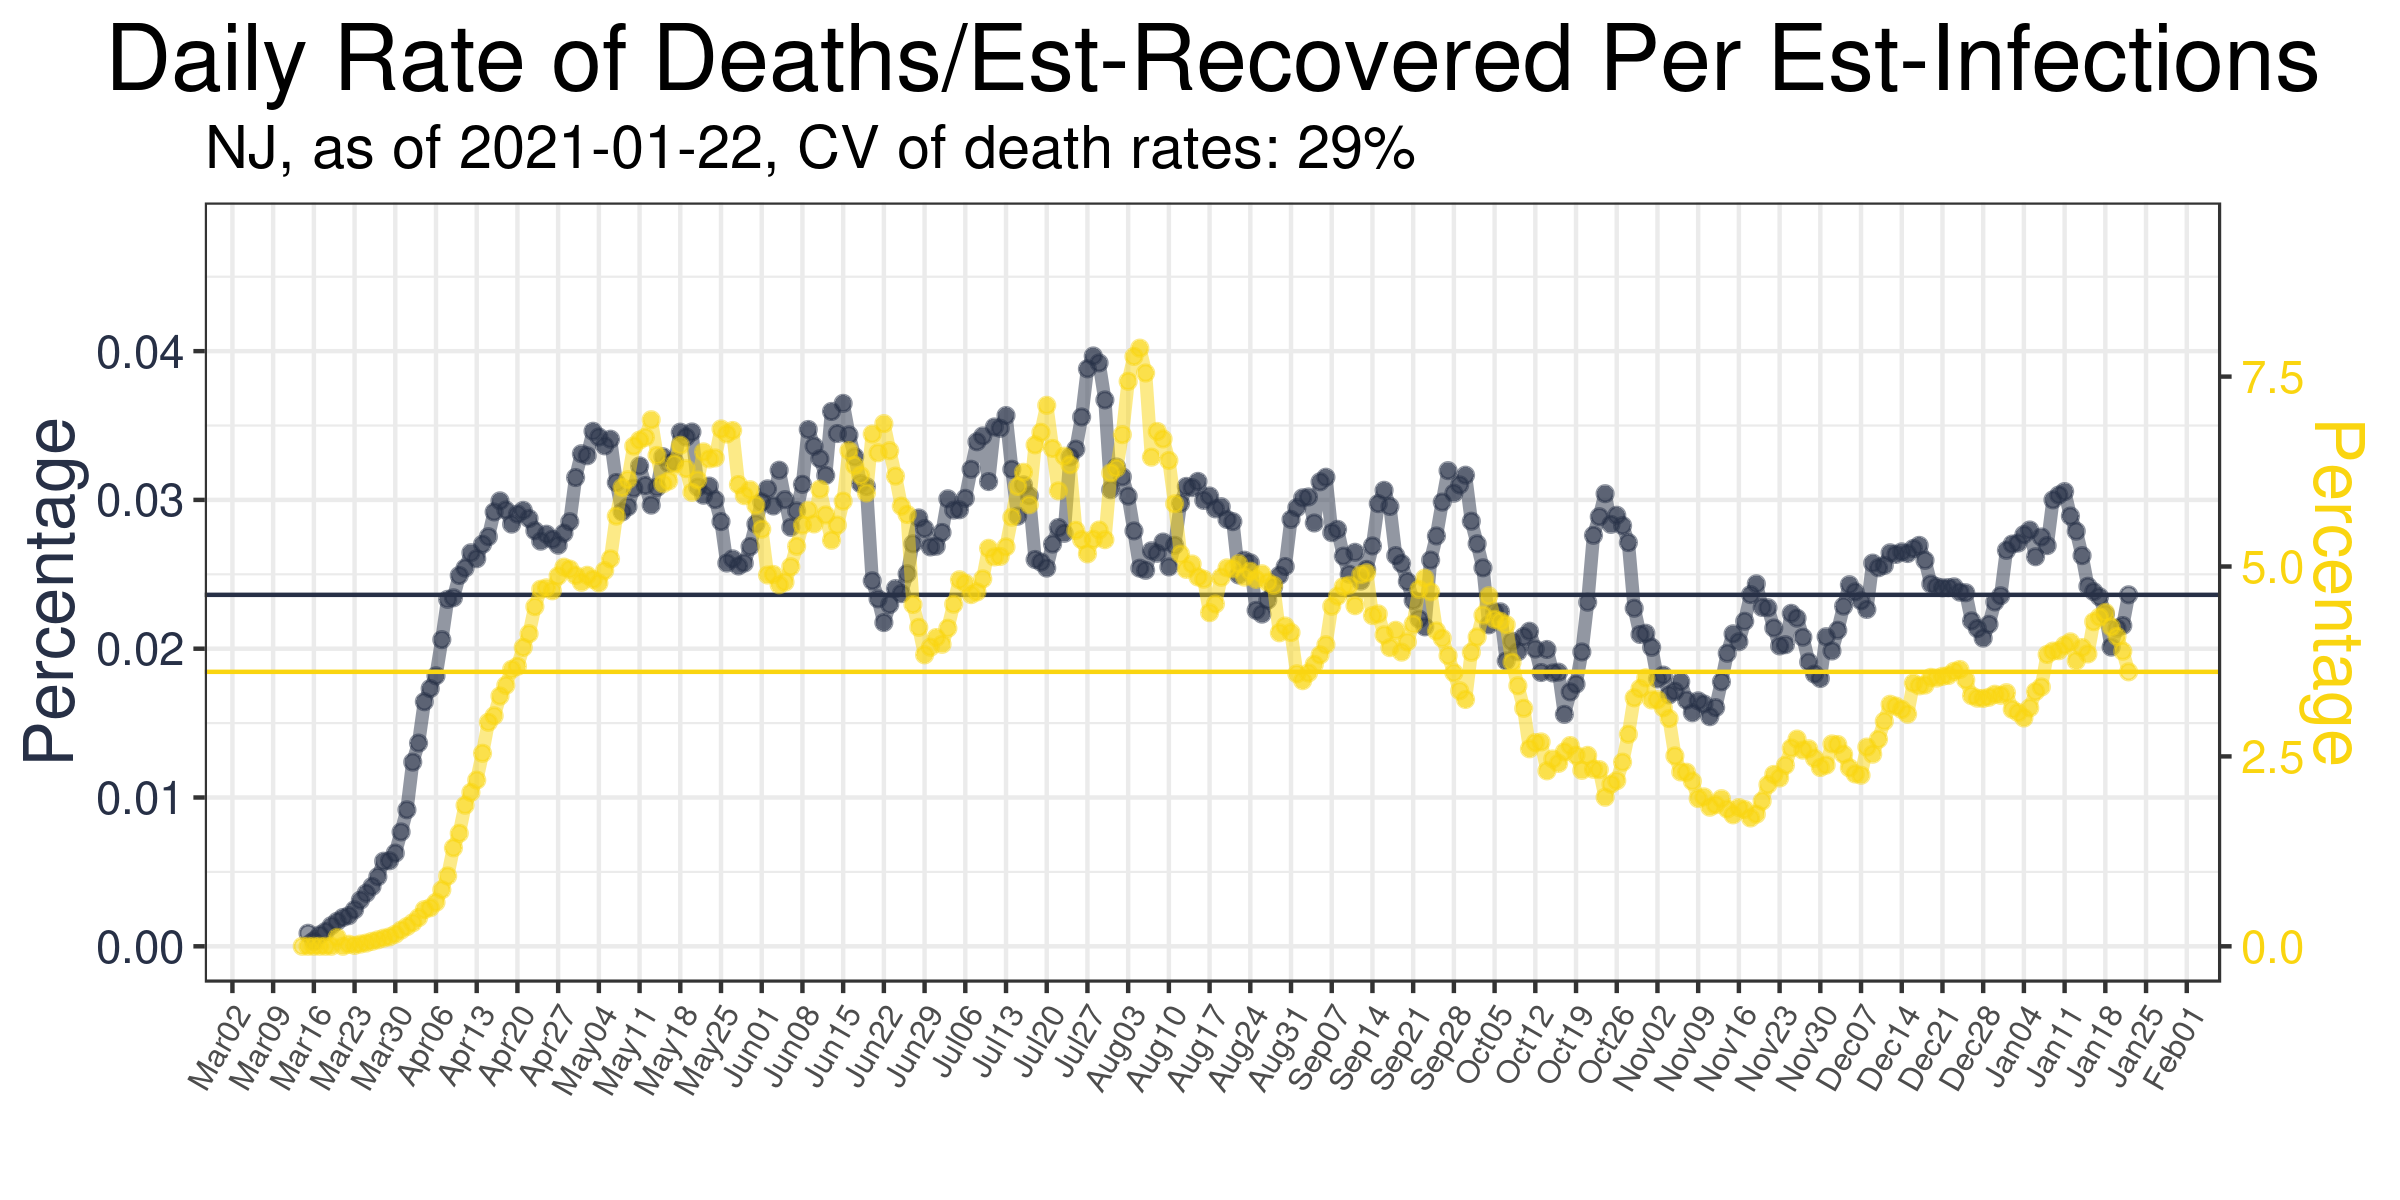 Daily Rate of Deaths/Est-Recovered Per Est-Infections
NJ, as of 2021-01-22, CV of death rates: 29%
Percentage
0.04
0.03
0.02
0.01
0.00
7.5
5.0
2.5
0.0
Percentage
Mar02 Mar09 Mar16 Mar23 Mar30 Apr06 Apr13 Apr20 Apr27 May04 May11 May18 May25 Jun01 Jun08 Jun15 Jun22 Jun29 Jul06 Jul13 Jul20 Jul27 Aug03 Aug10 Aug17 Aug24 Aug31 Sep07 Sep14 Sep21 Sep28 Oct05 Oct12 Oct19 Oct26 Nov02 Nov09 Nov16 Nov23 Nov30 Dec07 Dec14 Dec21 Dec28 Jan04 Jan11 Jan18 Jan25 Feb01